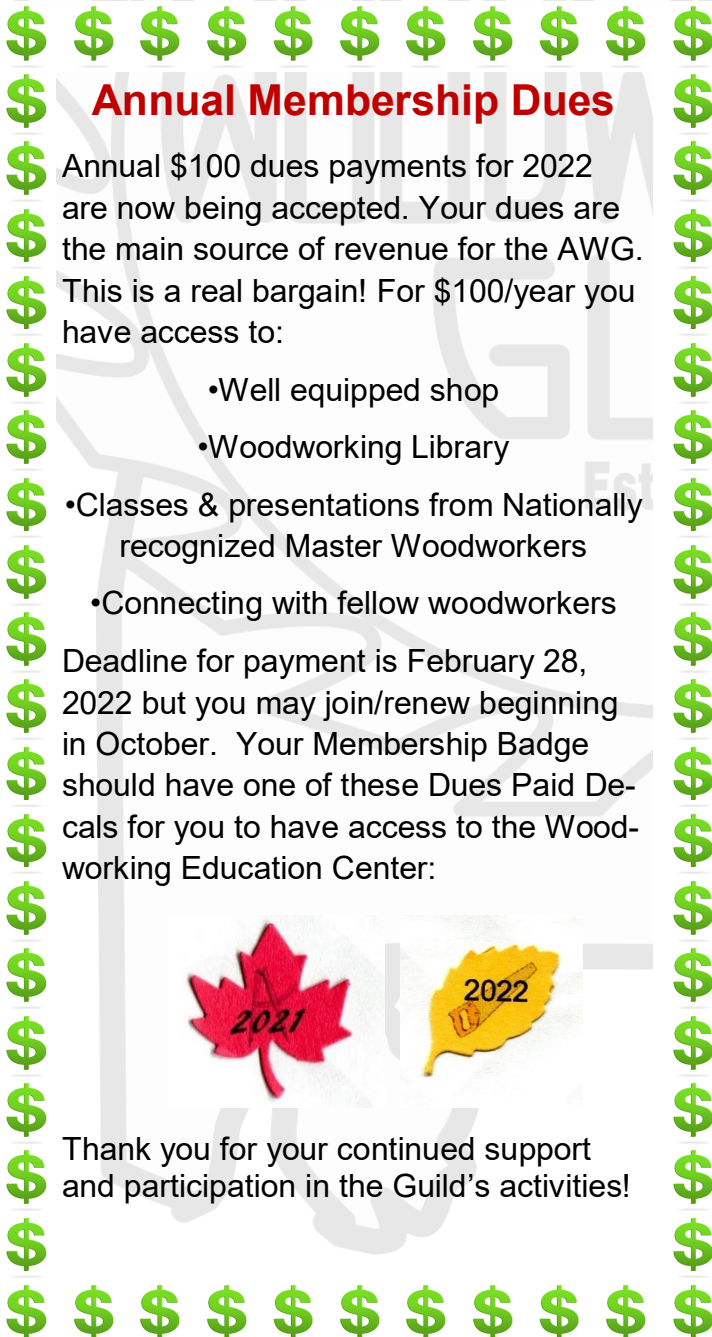 Annual Membership Dues
Annual $100 dues payments for 2022
are now being accepted. Your dues are
the main source of revenue for the AWG.
This is a real bargain! For $100/year you
have access to:
•Well equipped shop
•Woodworking Library
•Classes & presentations from Nationally
recognized Master Woodworkers
•Connecting with fellow woodworkers
Deadline for payment is February 28,
2022 but you may join/renew beginning
in October.  Your Membership Badge
should have one of these Dues Paid De-
cals for you to have access to the Wood-
working Education Center:
2021
2022
Thank you for your continued support
and participation in the Guild’s activities!